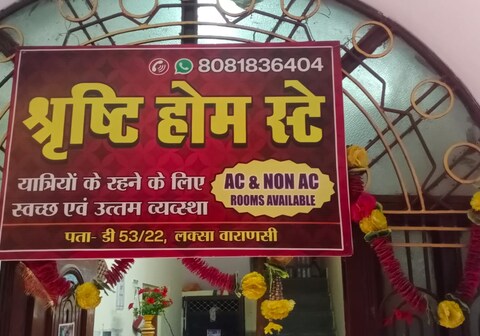 8081836404
श्रृष्टि होम स्टे
यात्रियों के रहने के लिए
स्वच्छ एवं उत्तम व्यवस्था
AC & NON AC
ROOMS AVAILABLE
पता- डी 53/22, लक्सा वाराणसी